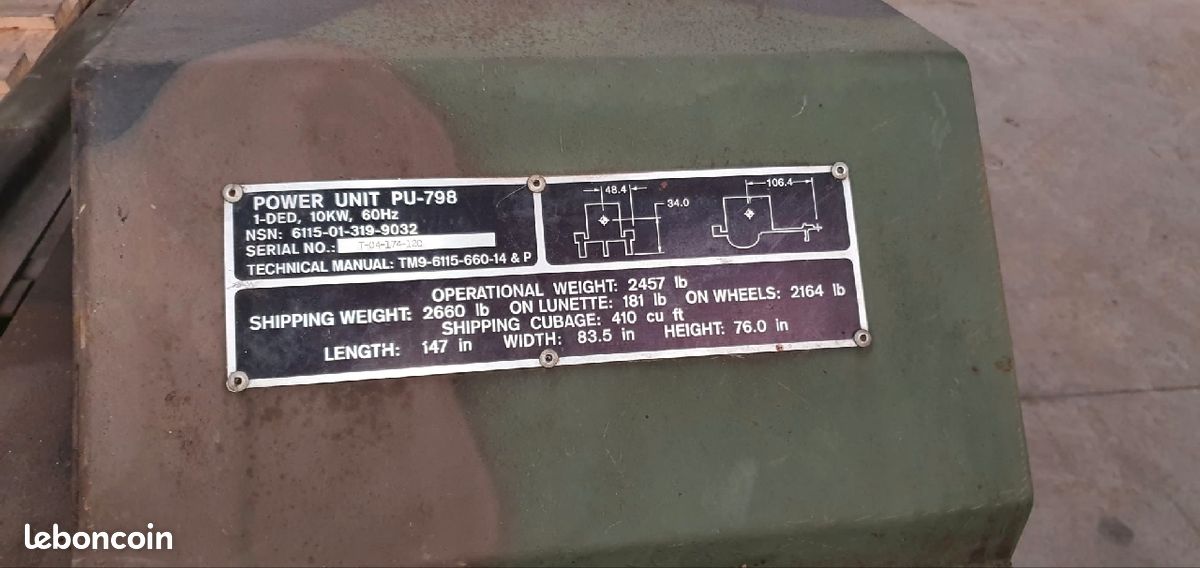 POWER UNIT PU-798
1-DED, 10KW, 60Hz
NSN: 6115-01-319-9032
SERIAL NO.:
TECHNICAL MANUAL: TM9-6115-660-14 & P
48.4
34.0
106.4
OPERATIONAL WEIGHT: 2457 lb
SHIPPING WEIGHT: 2660 lb ON LUNETTE: 181 lb ON WHEELS: 2164 lb
SHIPPING CUBAGE: 410 cu ft
LENGTH: 147 in WIDTH: 83.5 in HEIGHT: 76.0 in
leboncoin